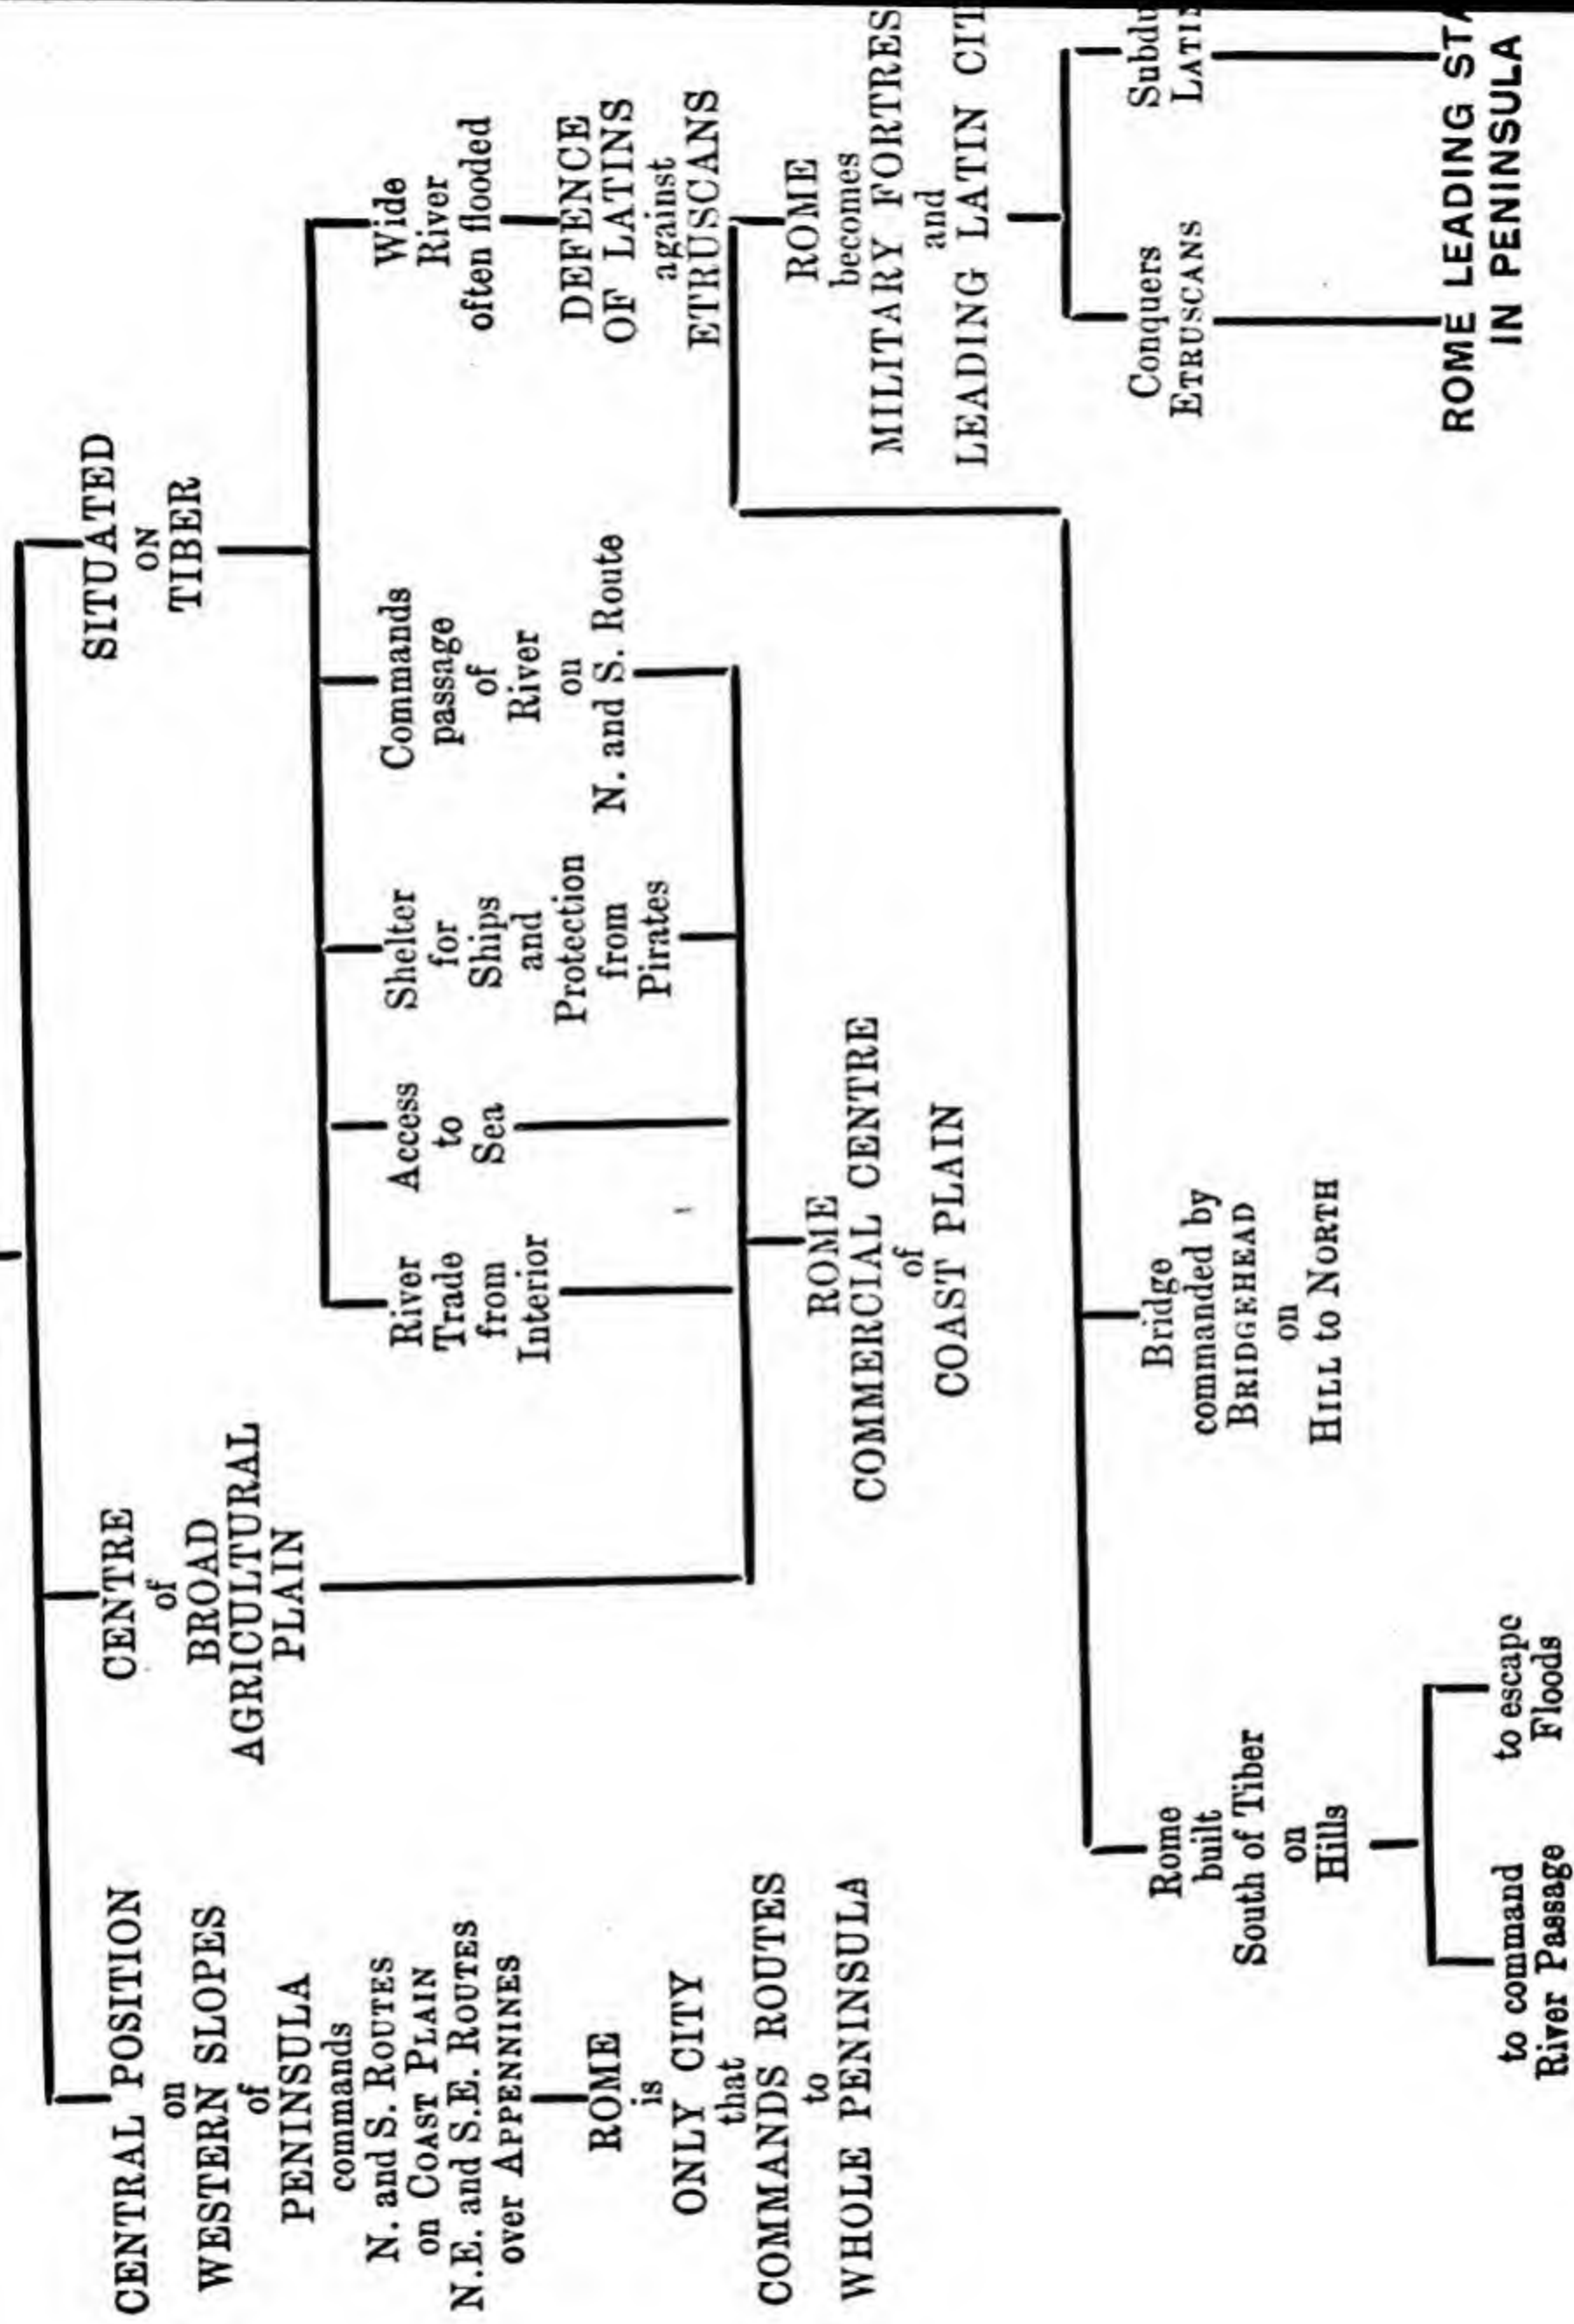 CENTRAL POSITION
on
WESTERN SLOPES
of
PENINSULA
commands
N. and S. ROUTES
on COAST PLAIN
N.E. and S.E. ROUTES
over APPENNINES
ROME
is
ONLY CITY
that
COMMANDS ROUTES
to
WHOLE PENINSULA
CENTRE
of
BROAD
AGRICULTURAL
PLAIN
SITUATED
ON
TIBER
River
Trade
from
Interior
Access
to
Sea
Shelter
for
Ships
and
Protection
from
Pirates
Commands
passage
of
River
on
N. and S. Route
Wide
River
often flooded
DEFENCE
OF LATINS
against
ETRUSCANS
ROME
COMMERCIAL CENTRE
of
COAST PLAIN
ROME
becomes
MILITARY FORTRES
and
LEADING LATIN CIT
Rome
built
South of Tiber
on
Hills
to command
River Passage
to escape
Floods
Bridge
commanded by
BRIDGEHEAD
on
HILL to NORTH
Conquers
ETRUSCANS
Subdu
LATIN
ROME LEADING STA
IN PENINSULA